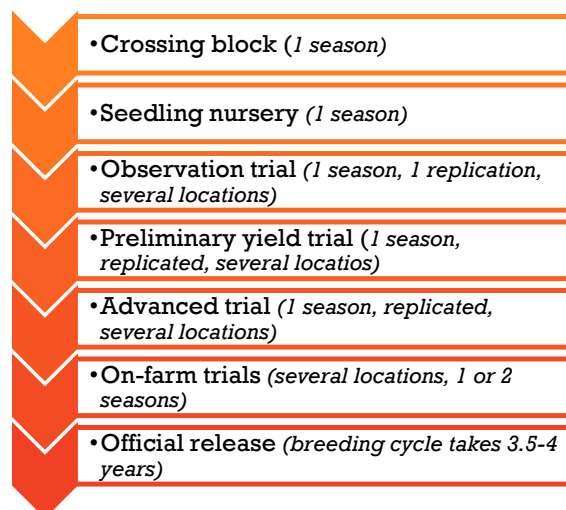 •Crossing block (1 season)
•Seedling nursery (1 season)
•Observation trial (1 season, 1 replication,
several locations)
•Preliminary yield trial (1 season,
replicated, several locatios)
•Advanced trial (1 season, replicated,
several locations)
•On-farm trials (several locations, 1 or 2
seasons)
•Official release (breeding cycle takes 3.5-4
years)